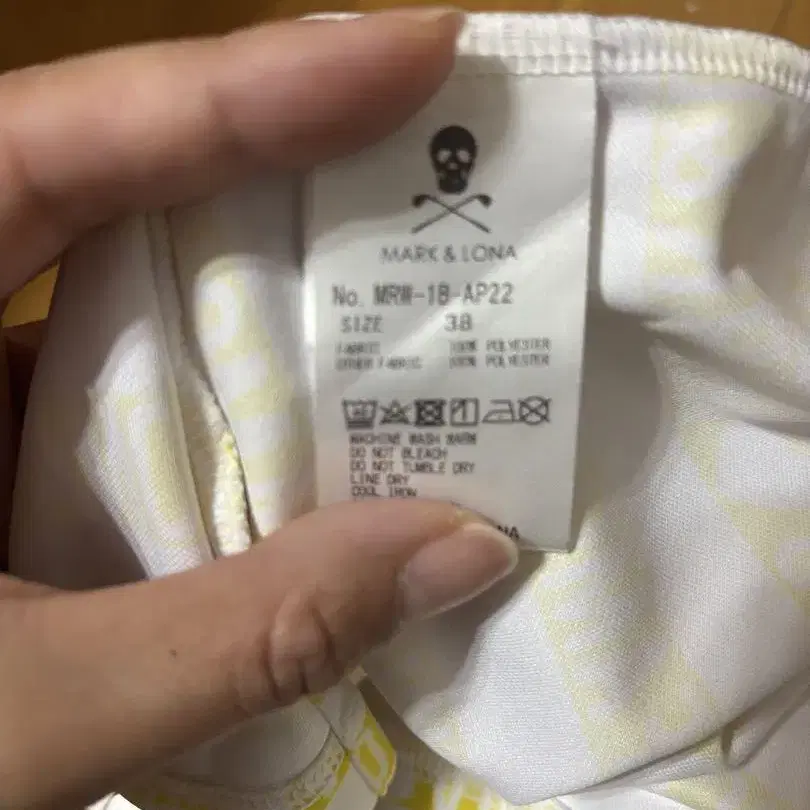 MARK & LONA
No. MRW-1B-AP22
SIZE 38
FABRIC 100% POLYESTER
OTHER FABRIC 100% POLYESTER
MACHINE WASH WARM
DO NOT BLEACH
DO NOT TUMBLE DRY
LINE DRY
COOL IRON
NA